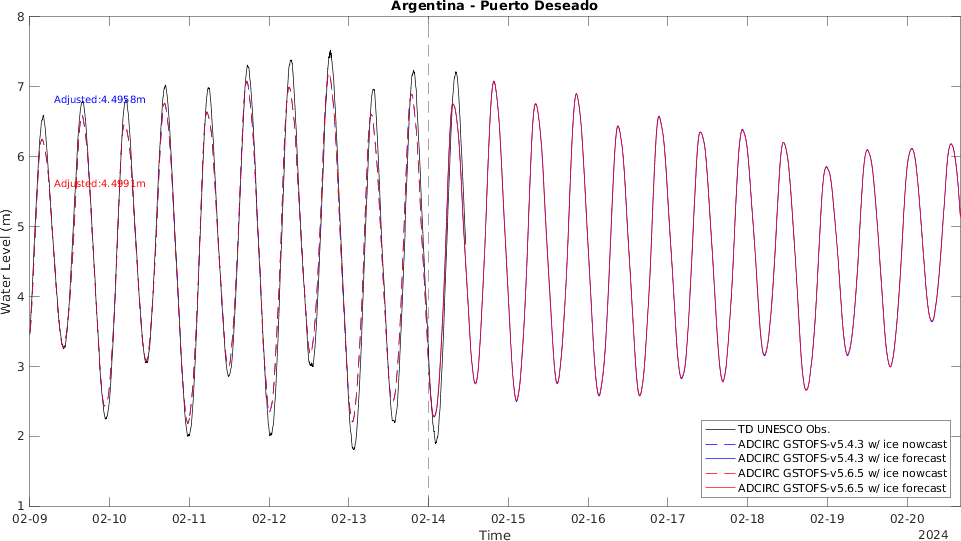 Argentina - Puerto Deseado
8
7
6
5
4
3
2
1
Water Level (m)
Adjusted:4.4958m
Adjusted:4.4991m
TD UNESCO Obs.
ADCIRC GSTOFS-v5.4.3 w/ ice nowcast
ADCIRC GSTOFS-v5.4.3 w/ ice forecast
ADCIRC GSTOFS-v5.6.5 w/ ice nowcast
ADCIRC GSTOFS-v5.6.5 w/ ice forecast
02-09 02-10 02-11 02-12 02-13 02-14 02-15 02-16 02-17 02-18 02-19 02-20
Time
2024